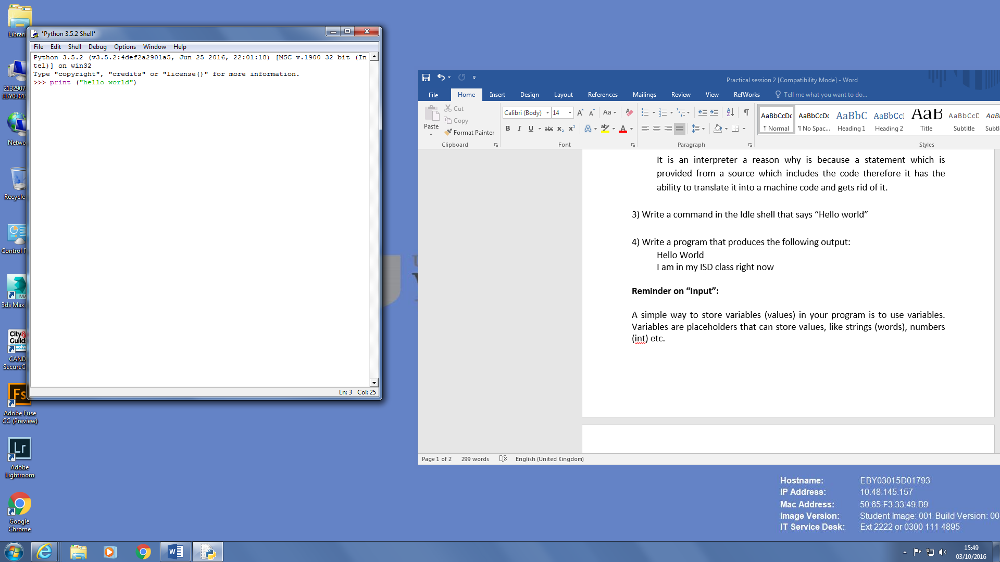 Librari
2132907
EBY0301
Netwo
Recycle
Control P
3ds Max
City&
Guilds
CAND
SecureC
Fs
Adobe Fuse
CC (Preview)
Lr
Adobe
Lightroom
Google
Chrome
*Python 3.5.2 Shell*
File Edit Shell Debug Options Window Help
Python 3.5.2 (v3.5.2:4def2a2901a5, Jun 25 2016, 22:01:18) [MSC v.1900 32 bit (In
tel)] on win32
Type "copyright", "credits" or "license()" for more information.
>>> print ("hello world")
Ln: 3 Col: 25
Practical session 2 [Compatibility Mode] - Word
File Home Insert Design Layout References Mailings Review View RefWorks Tell me what you want to do...
Paste
Cut
Copy
Format Painter
Clipboard
Calibri (Body) 14
Font
Paragraph
AaBbCcDc AaBbCcDc AaBbC AaBbCc AaB AaBbCcD AaB
¶ Normal ¶ No Spac... Heading 1 Heading 2 Title Subtitle Subtl
Styles
It is an interpreter a reason why is because a statement which is
provided from a source which includes the code therefore it has the
ability to translate it into a machine code and gets rid of it.
3) Write a command in the Idle shell that says “Hello world”
4) Write a program that produces the following output:
Hello World
I am in my ISD class right now
Reminder on “Input”:
A simple way to store variables (values) in your program is to use variables.
Variables are placeholders that can store values, like strings (words), numbers
(int) etc.
Page 1 of 2 299 words English (United Kingdom)
Hostname: EBY03015D01793
IP Address: 10.48.145.157
Mac Address: 50:65:F3:33:49:B9
Image Version: Student Image: 001 Build Version: 00
IT Service Desk: Ext 2222 or 0300 111 4895
15:49
03/10/2016